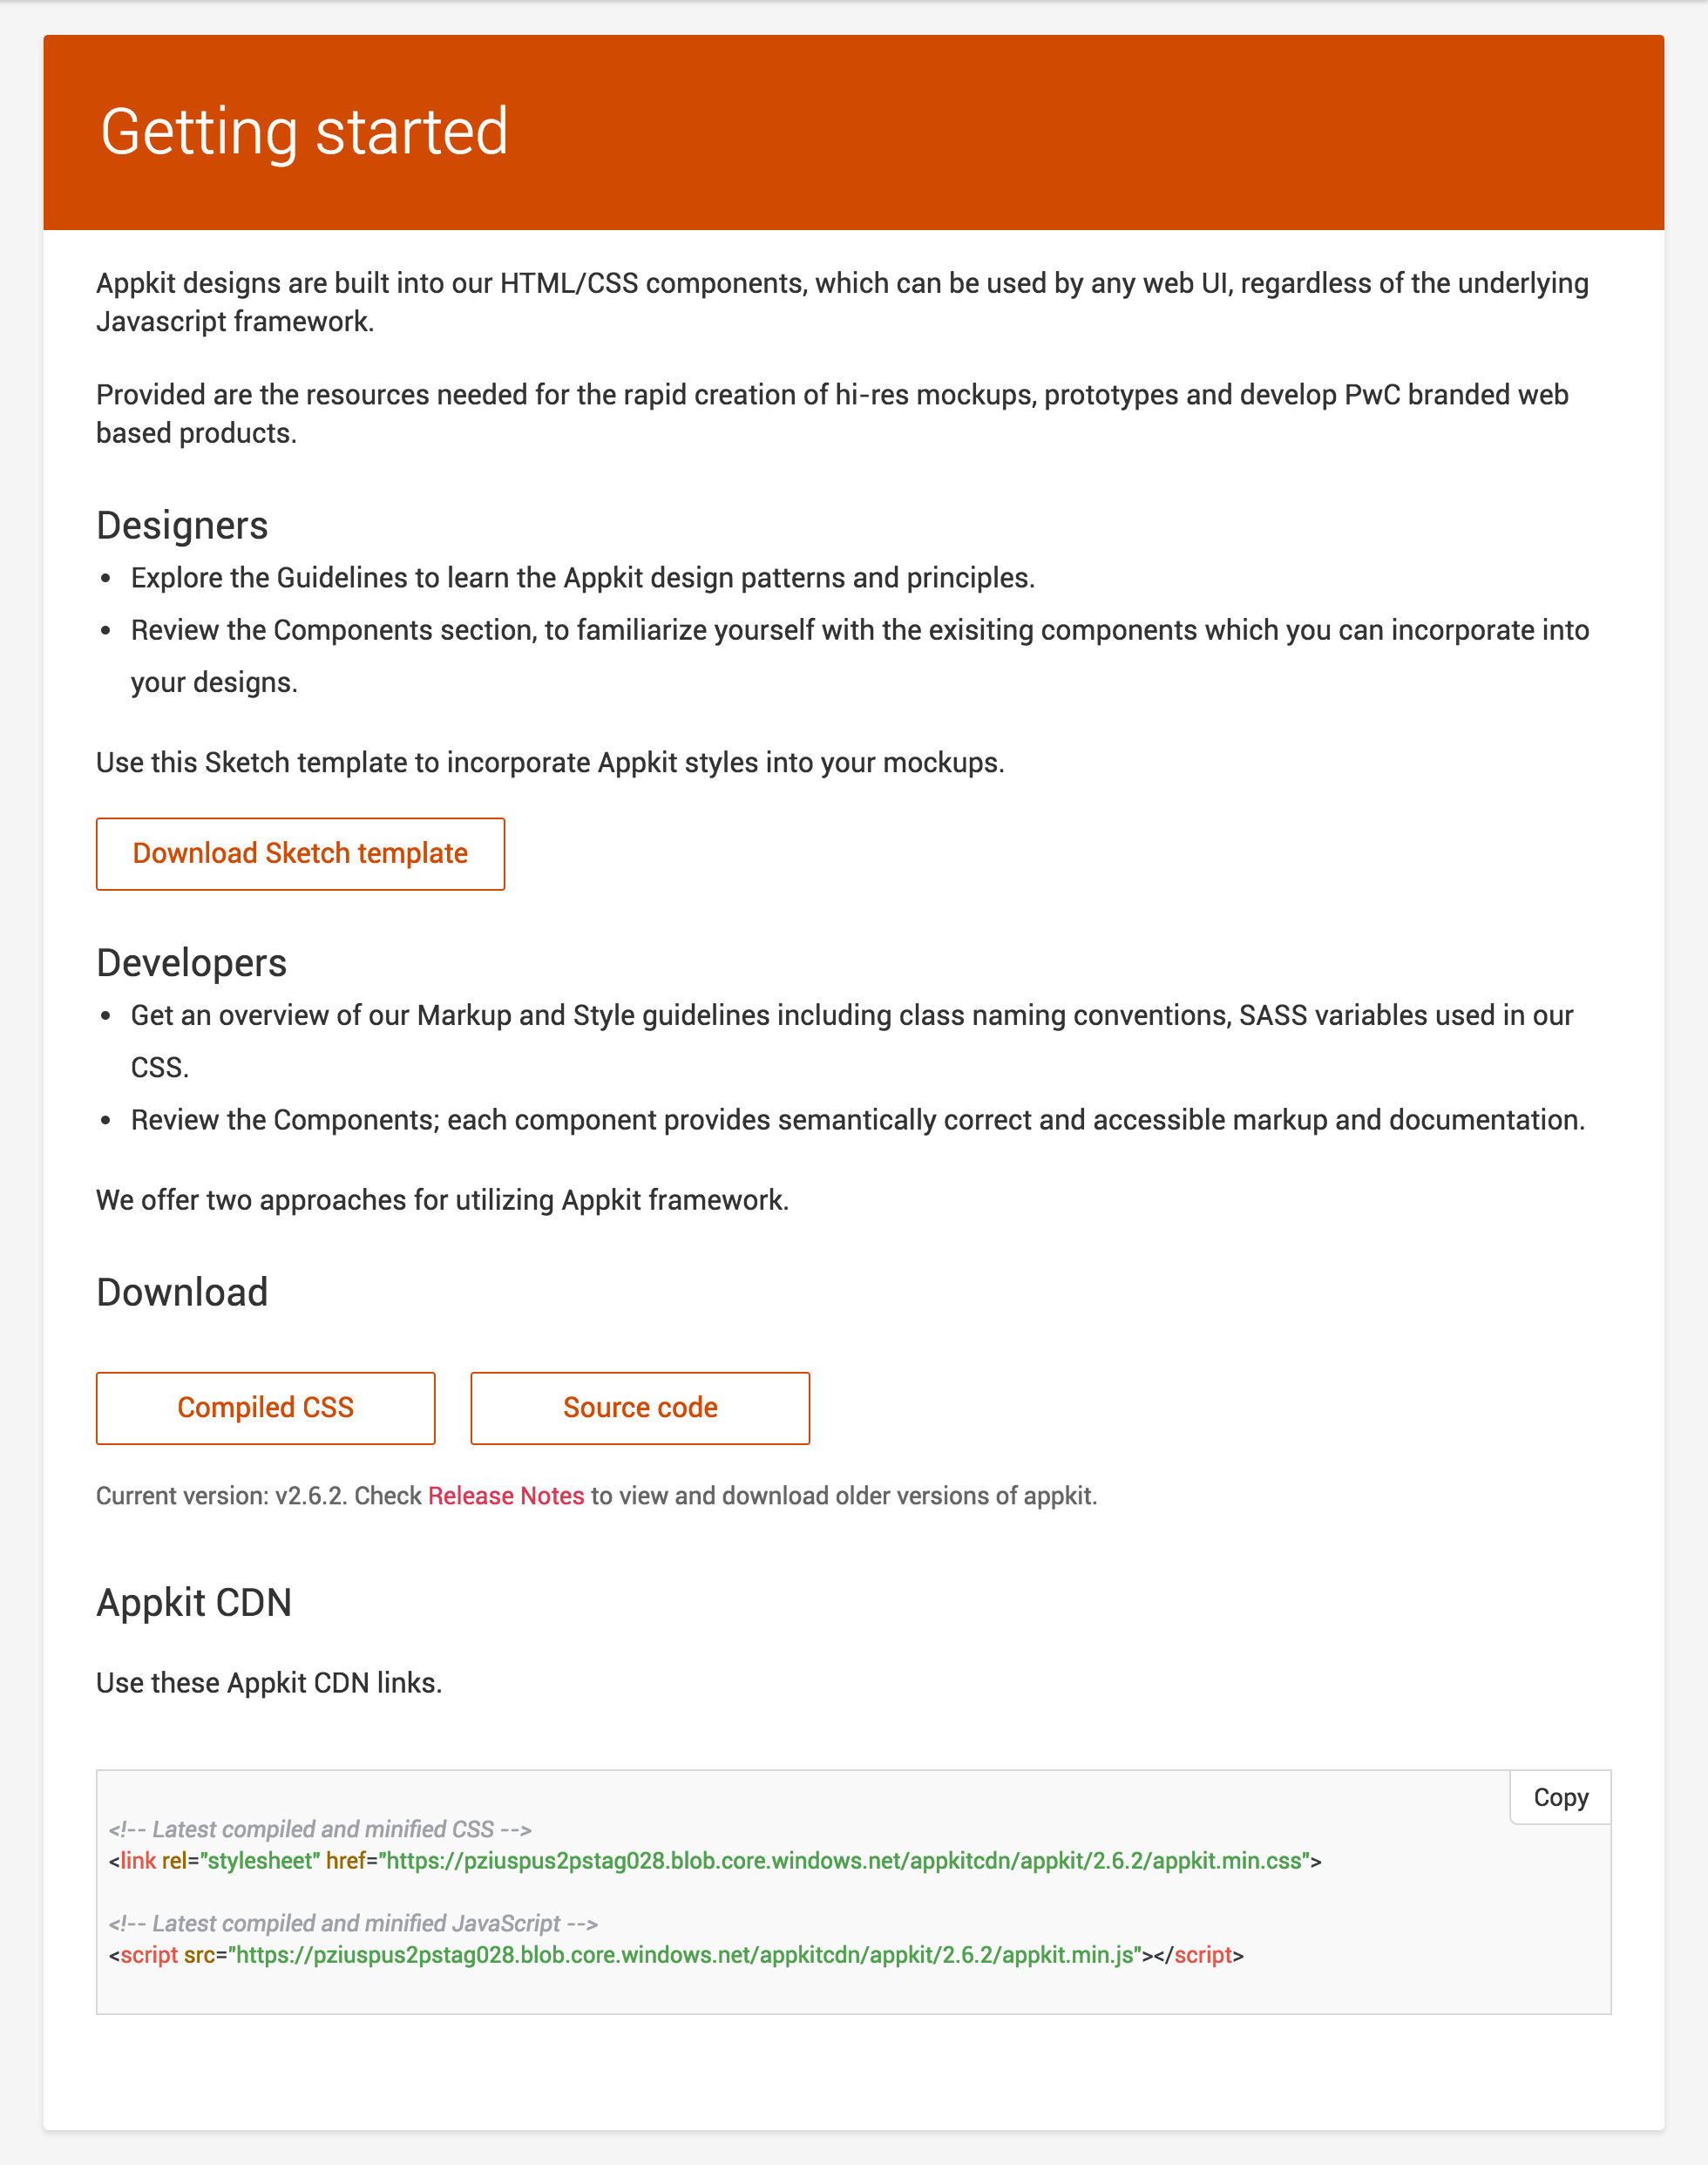 Getting started
Appkit designs are built into our HTML/CSS components, which can be used by any web UI, regardless of the underlying
Javascript framework.
Provided are the resources needed for the rapid creation of hi-res mockups, prototypes and develop PwC branded web
based products.
Designers
• Explore the Guidelines to learn the Appkit design patterns and principles.
• Review the Components section, to familiarize yourself with the exisiting components which you can incorporate into
your designs.
Use this Sketch template to incorporate Appkit styles into your mockups.
Download Sketch template
Developers
• Get an overview of our Markup and Style guidelines including class naming conventions, SASS variables used in our
CSS.
• Review the Components; each component provides semantically correct and accessible markup and documentation.
We offer two approaches for utilizing Appkit framework.
Download
Compiled CSS
Source code
Current version: v2.6.2. Check Release Notes to view and download older versions of appkit.
Appkit CDN
Use these Appkit CDN links.
Copy
<!-- Latest compiled and minified CSS -->
<link rel="stylesheet" href="https://pziuspus2pstag028.blob.core.windows.net/appkitcdn/appkit/2.6.2/appkit.min.css">
<!-- Latest compiled and minified JavaScript -->
<script src="https://pziuspus2pstag028.blob.core.windows.net/appkitcdn/appkit/2.6.2/appkit.min.js"></script>